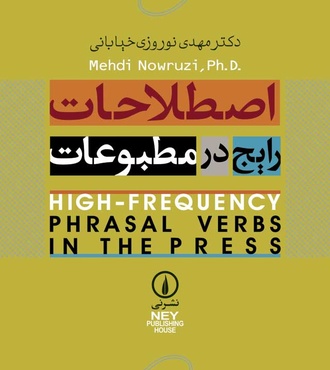 دکتر مهدی نوروزی خیابانی
Mehdi Nowruzi, Ph.D.
اصطلاحات
رایج در مطبوعات
HIGH-FREQUENCY
PHRASAL VERBS
IN THE PRESS
نشرنی
NEY
PUBLISHING
HOUSE